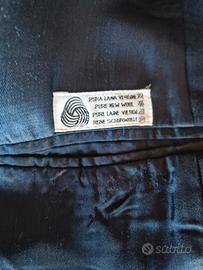 PURA LANA VERGINE
PURE NEW WOOL
PURE LAINE VIERGE
REINE SCHURWOLLE
subito